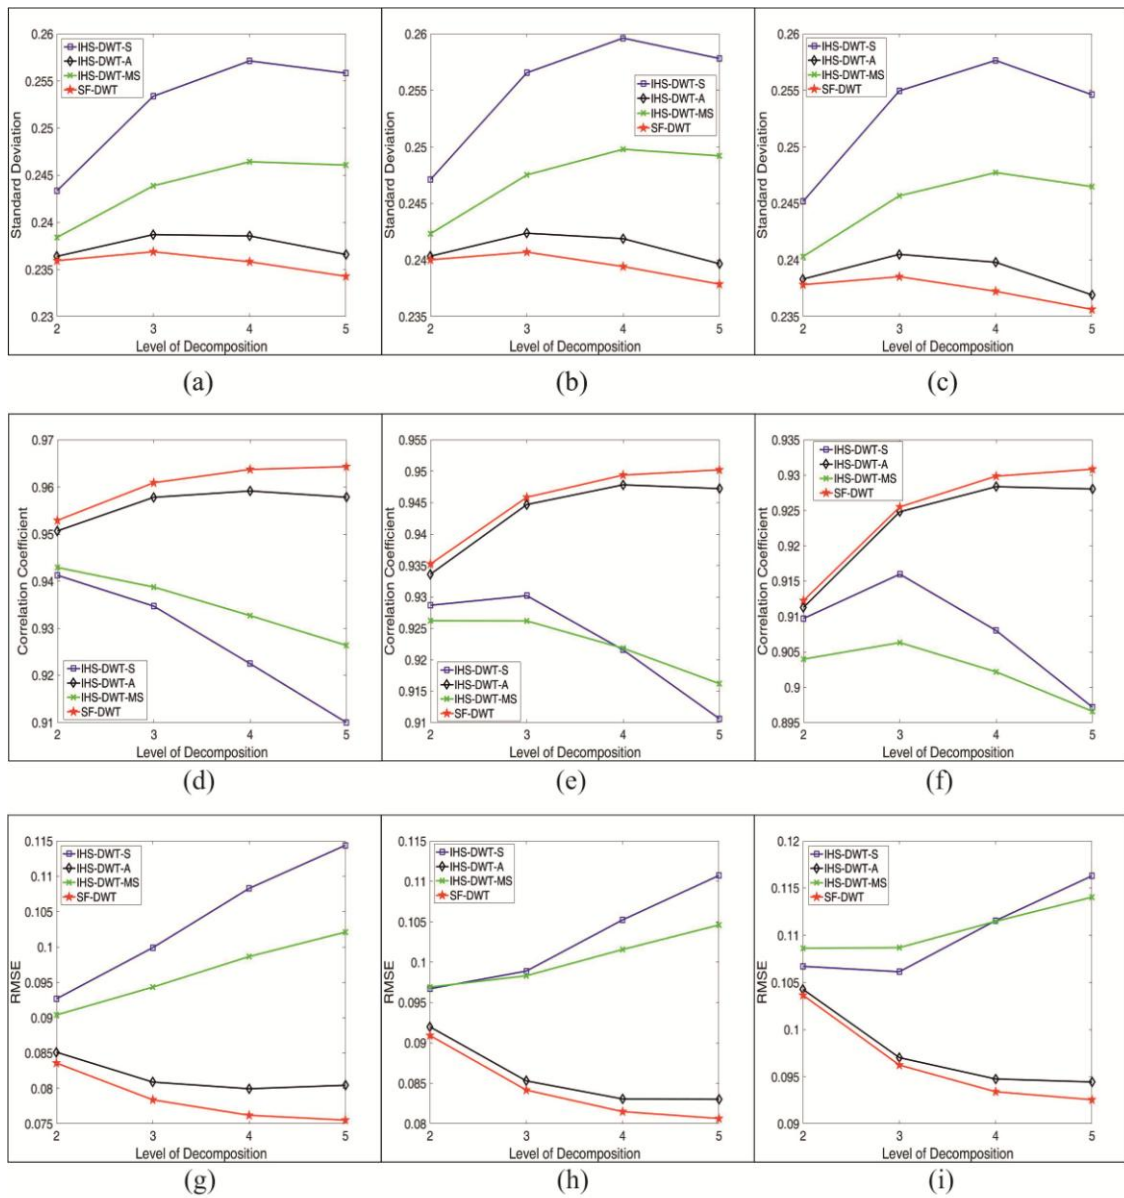 0.26
0.255
0.25
0.245
0.24
0.235
0.23
2 3 4 5
Standard Deviation
Level of Decomposition
IHS-DWT-S
IHS-DWT-A
IHS-DWT-MS
SF-DWT
(a)
0.26
0.255
0.25
0.245
0.24
0.235
2 3 4 5
Standard Deviation
Level of Decomposition
IHS-DWT-S
IHS-DWT-A
IHS-DWT-MS
SF-DWT
(b)
0.26
0.255
0.25
0.245
0.24
0.235
2 3 4 5
Standard Deviation
Level of Decomposition
IHS-DWT-S
IHS-DWT-A
IHS-DWT-MS
SF-DWT
(c)
0.97
0.96
0.95
0.94
0.93
0.92
0.91
2 3 4 5
Correlation Coefficient
Level of Decomposition
IHS-DWT-S
IHS-DWT-A
IHS-DWT-MS
SF-DWT
(d)
0.955
0.95
0.945
0.94
0.935
0.93
0.925
0.92
0.915
0.91
2 3 4 5
Correlation Coefficient
Level of Decomposition
IHS-DWT-S
IHS-DWT-A
IHS-DWT-MS
SF-DWT
(e)
0.935
0.93
0.925
0.92
0.915
0.91
0.905
0.9
0.895
2 3 4 5
Correlation Coefficient
Level of Decomposition
IHS-DWT-S
IHS-DWT-A
IHS-DWT-MS
SF-DWT
(f)
0.115
0.11
0.105
0.1
0.095
0.09
0.085
0.08
0.075
2 3 4 5
RMSE
Level of Decomposition
IHS-DWT-S
IHS-DWT-A
IHS-DWT-MS
SF-DWT
(g)
0.115
0.11
0.105
0.1
0.095
0.09
0.085
0.08
2 3 4 5
RMSE
Level of Decomposition
IHS-DWT-S
IHS-DWT-A
IHS-DWT-MS
SF-DWT
(h)
0.12
0.115
0.11
0.105
0.1
0.095
0.09
2 3 4 5
RMSE
Level of Decomposition
IHS-DWT-S
IHS-DWT-A
IHS-DWT-MS
SF-DWT
(i)